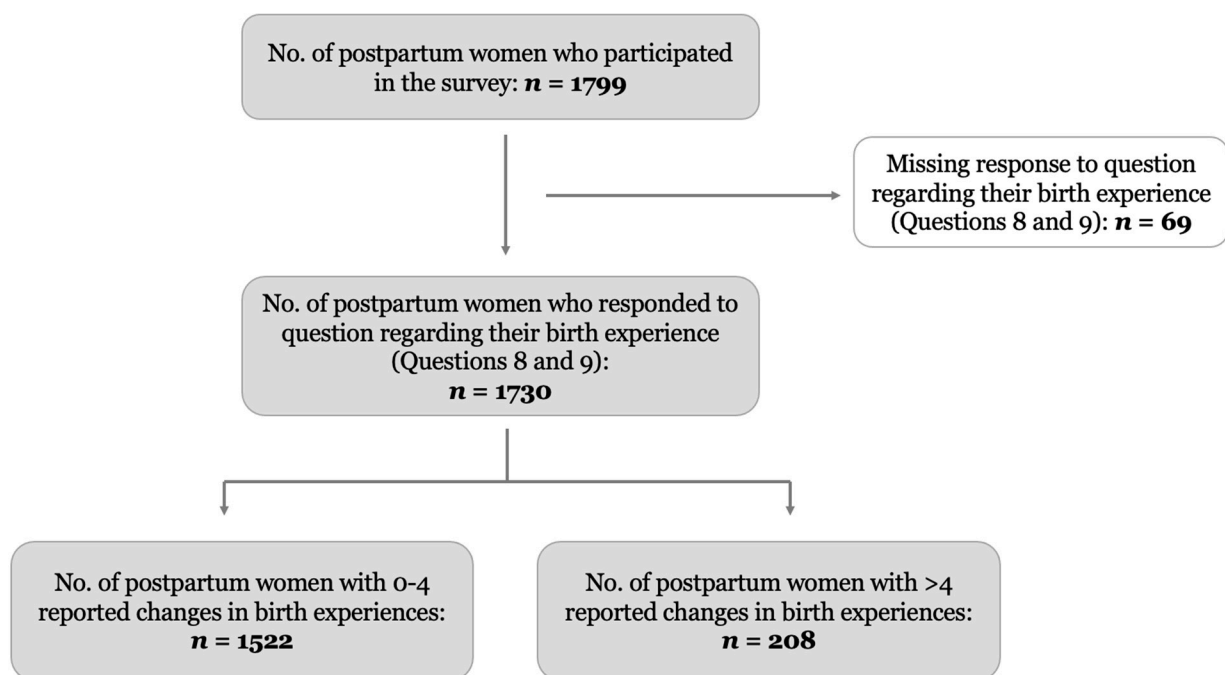 No. of postpartum women who participated
in the survey: n = 1799
Missing response to question
regarding their birth experience
(Questions 8 and 9): n = 69
No. of postpartum women who responded to
question regarding their birth experience
(Questions 8 and 9):
n = 1730
No. of postpartum women with 0-4
reported changes in birth experiences:
n = 1522
No. of postpartum women with >4
reported changes in birth experiences:
n = 208